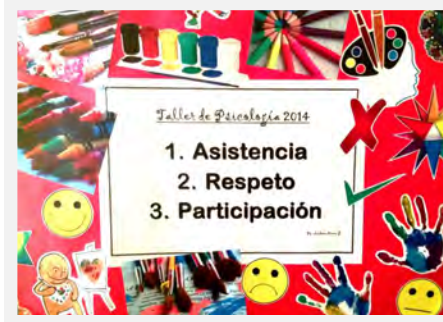 Taller de Psicología 2014
1. Asistencia
2. Respeto
3. Participación